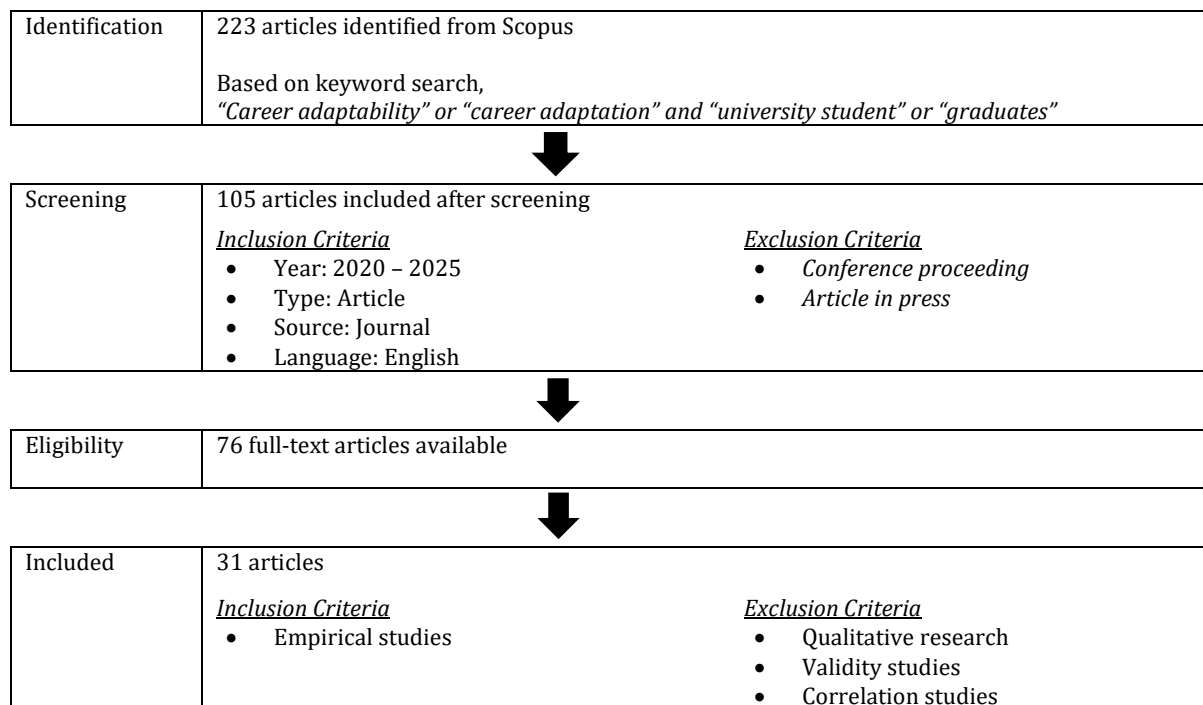 Identification
223 articles identified from Scopus
Based on keyword search,
“Career adaptability” or “career adaptation” and “university student” or “graduates”
Screening
105 articles included after screening
Inclusion Criteria
• Year: 2020 – 2025
• Type: Article
• Source: Journal
• Language: English
Exclusion Criteria
• Conference proceeding
• Article in press
Eligibility
76 full-text articles available
Included
31 articles
Inclusion Criteria
• Empirical studies
Exclusion Criteria
• Qualitative research
• Validity studies
• Correlation studies